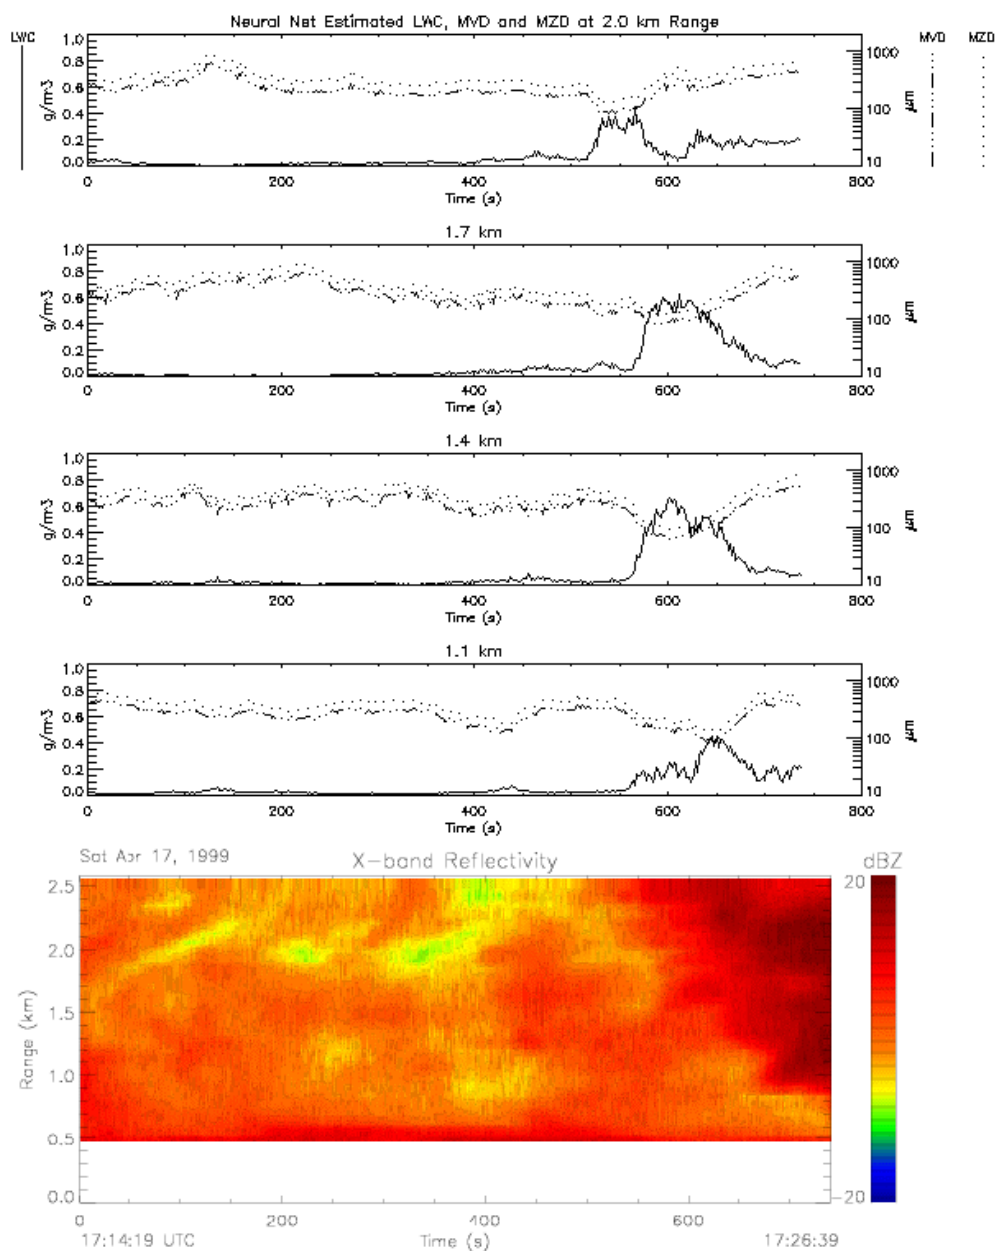 Neural Net Estimated LWC, MVD and MZD at 2.0 km Range
LWC
MVD MZD
g/m3
1.0
0.8
0.6
0.4
0.2
0.0
1000
100
10
μm
0 200 400 600 800
Time (s)
1.7 km
g/m3
1.0
0.8
0.6
0.4
0.2
0.0
1000
100
10
μm
0 200 400 600 800
Time (s)
1.4 km
g/m3
1.0
0.8
0.6
0.4
0.2
0.0
1000
100
10
μm
0 200 400 600 800
Time (s)
1.1 km
g/m3
1.0
0.8
0.6
0.4
0.2
0.0
1000
100
10
μm
0 200 400 600 800
Time (s)
Sat Apr 17, 1999
X-band Reflectivity
dBZ
Range (km)
2.5
2.0
1.5
1.0
0.5
0.0
20
-20
0 200 400 600
17:14:19 UTC
Time (s)
17:26:39